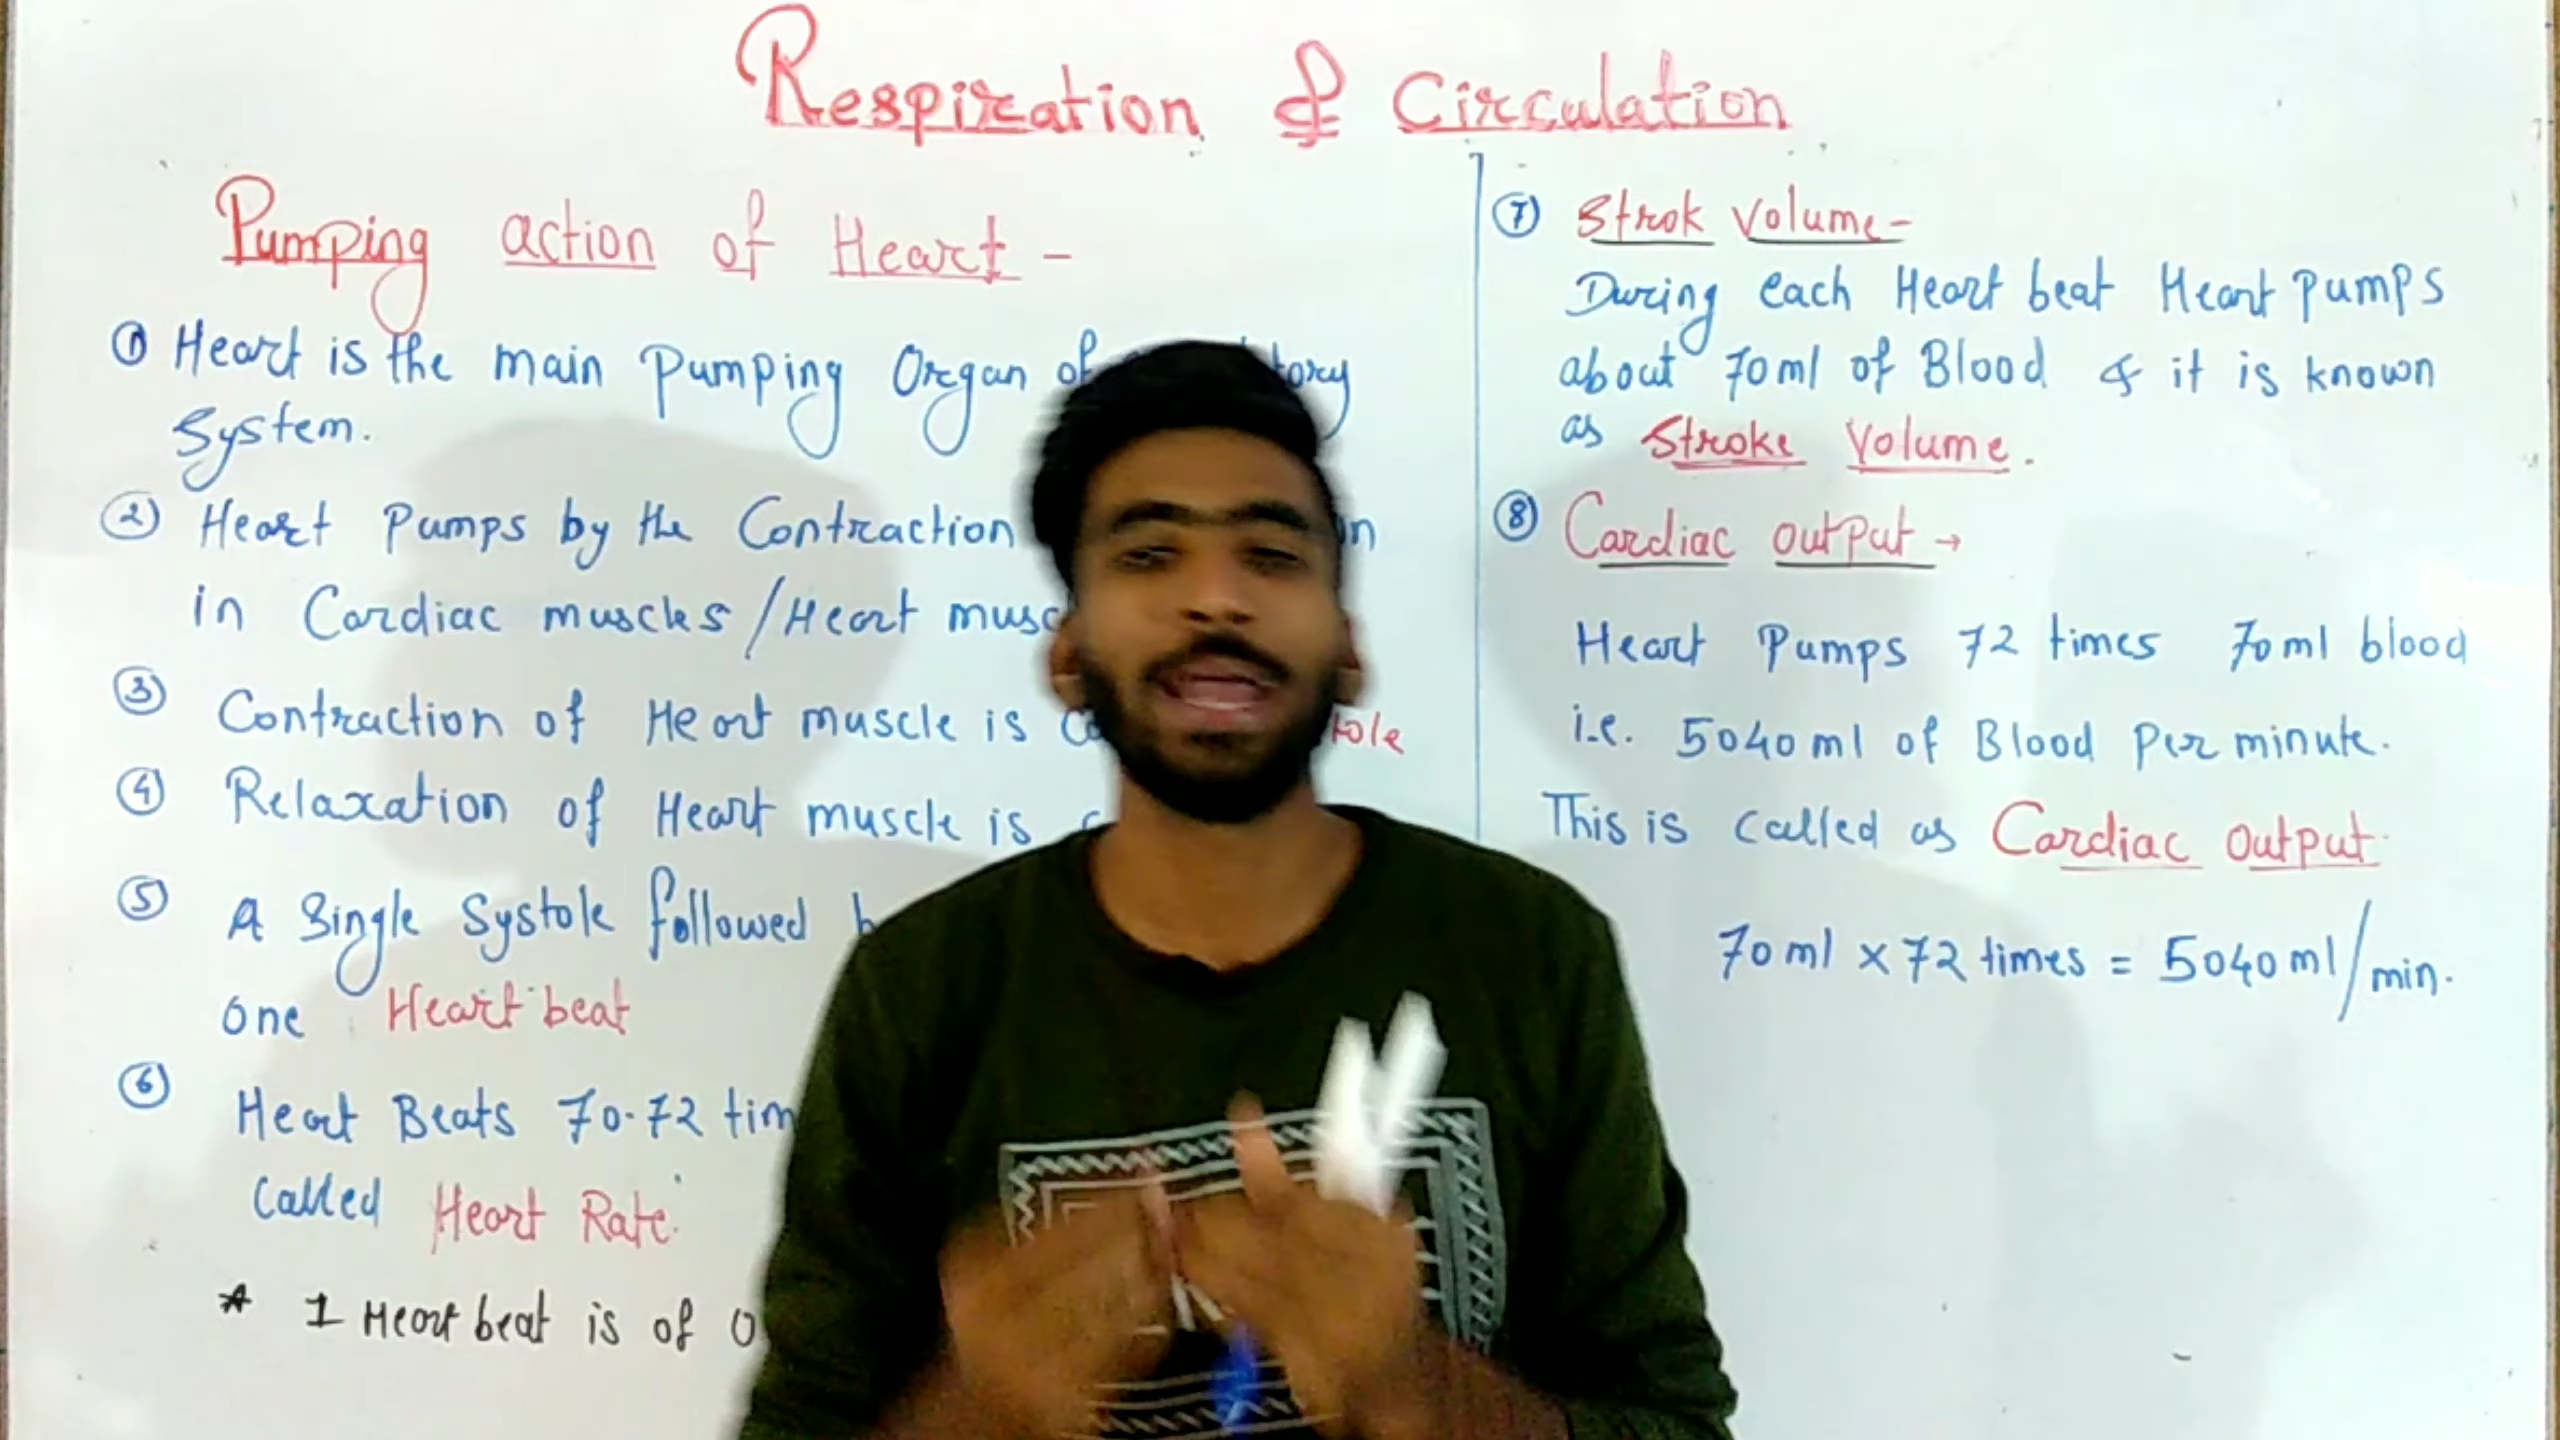 Respiration & Circulation
Pumping action of Heart -
① Heart is the main Pumping Organ of
System.
② Heart Pumps by the Contraction
in Cardiac muscles / Heart
③ Contraction of Heart muscle is
④ Relaxation of Heart muscle is
⑤ A Single Systole followed
one Heart beat
⑥ Heart Beats 70-72
Called Heart Rate.
* 1 Heart beat is of 0
⑦ Strok Volume -
During each Heart beat Heart Pumps
about 70ml of Blood & it is known
as Stroke Volume.
⑧ Cardiac output →
Heart Pumps 72 times 70ml blood
i.e. 5040 ml of Blood Per minute.
This is called as Cardiac Output.
70 ml x 72 times = 5040 ml/min.